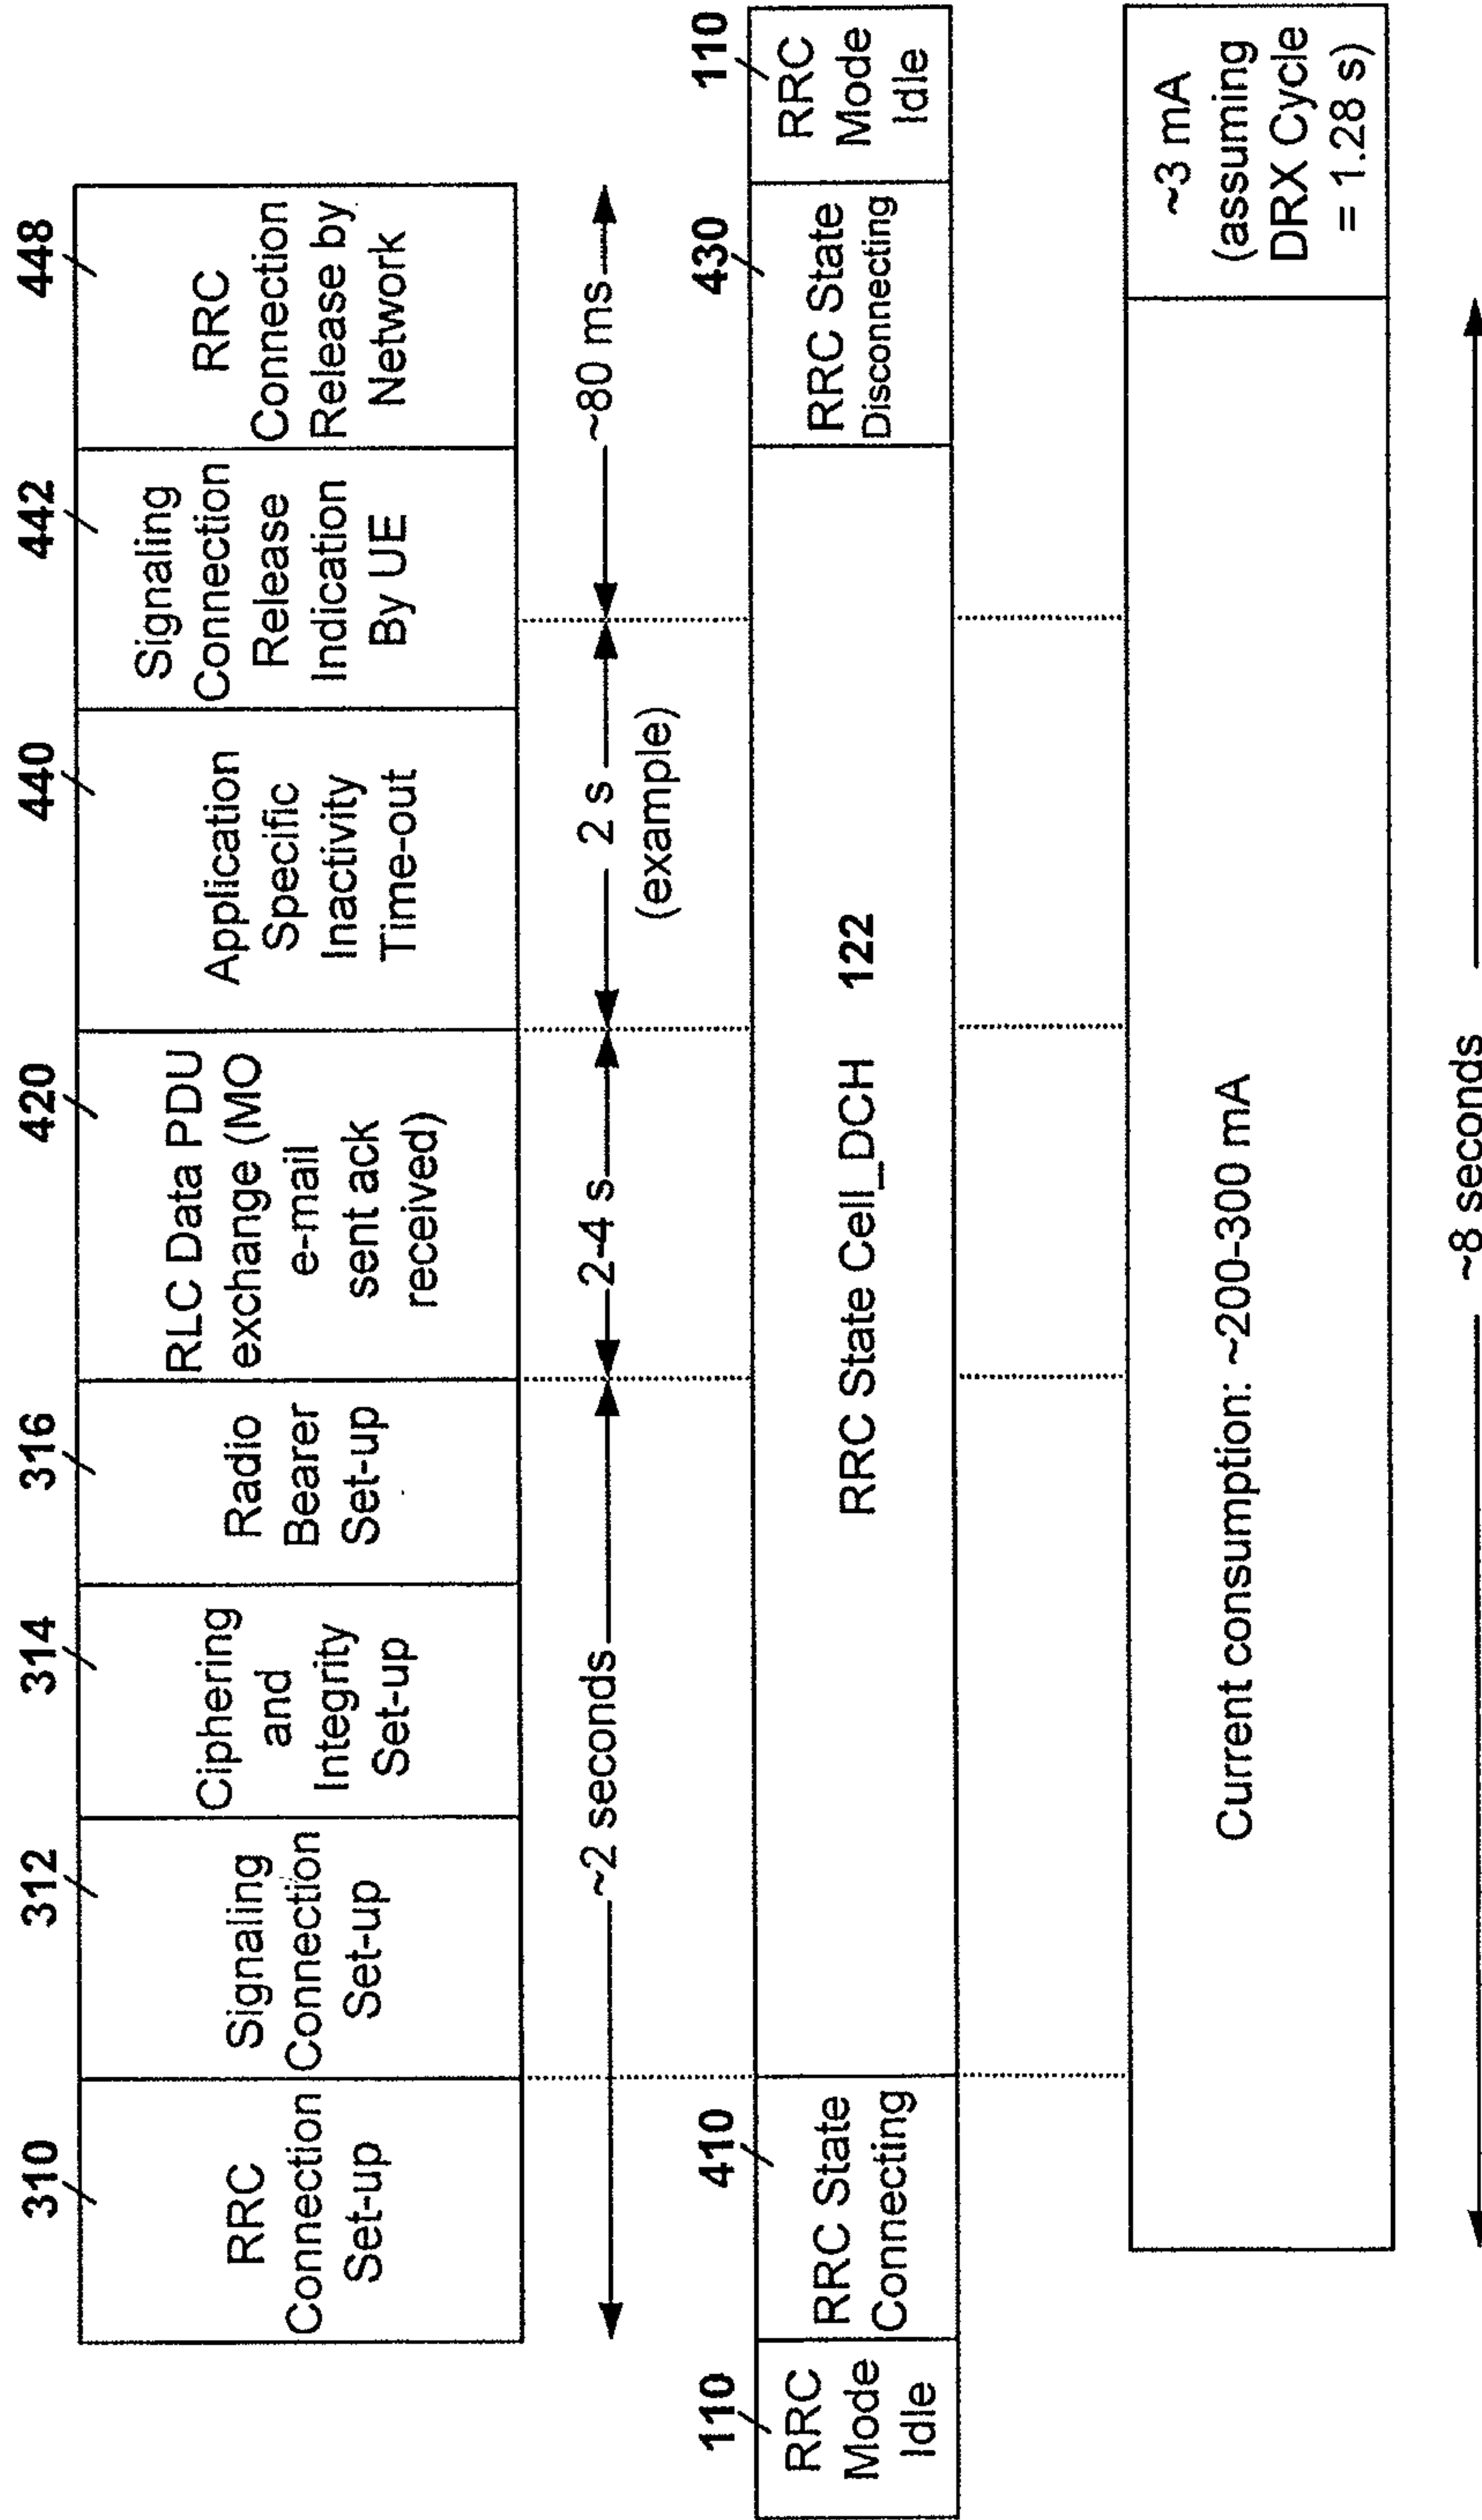 310
RRC
Connection
Set-up
312
Signaling
Connection
Set-up
314
Ciphering
and
Integrity
Set-up
316
Radio
Bearer
Set-up
420
RLC Data PDU
exchange (MO
e-mail
sent ack
received)
440
Application
Specific
Inactivity
Time-out
442
Signaling
Connection
Release
Indication
By UE
448
RRC
Connection
Release by
Network
~2 seconds
2-4 s
2 s
(example)
~80 ms
110
RRC
Mode
Idle
410
RRC State
Connecting
RRC State Cell_DCH 122
430
RRC State
Disconnecting
110
RRC
Mode
Idle
Current consumption: ~200-300 mA
~3 mA
(assuming
DRX Cycle
= 1.28 s)
~8 seconds